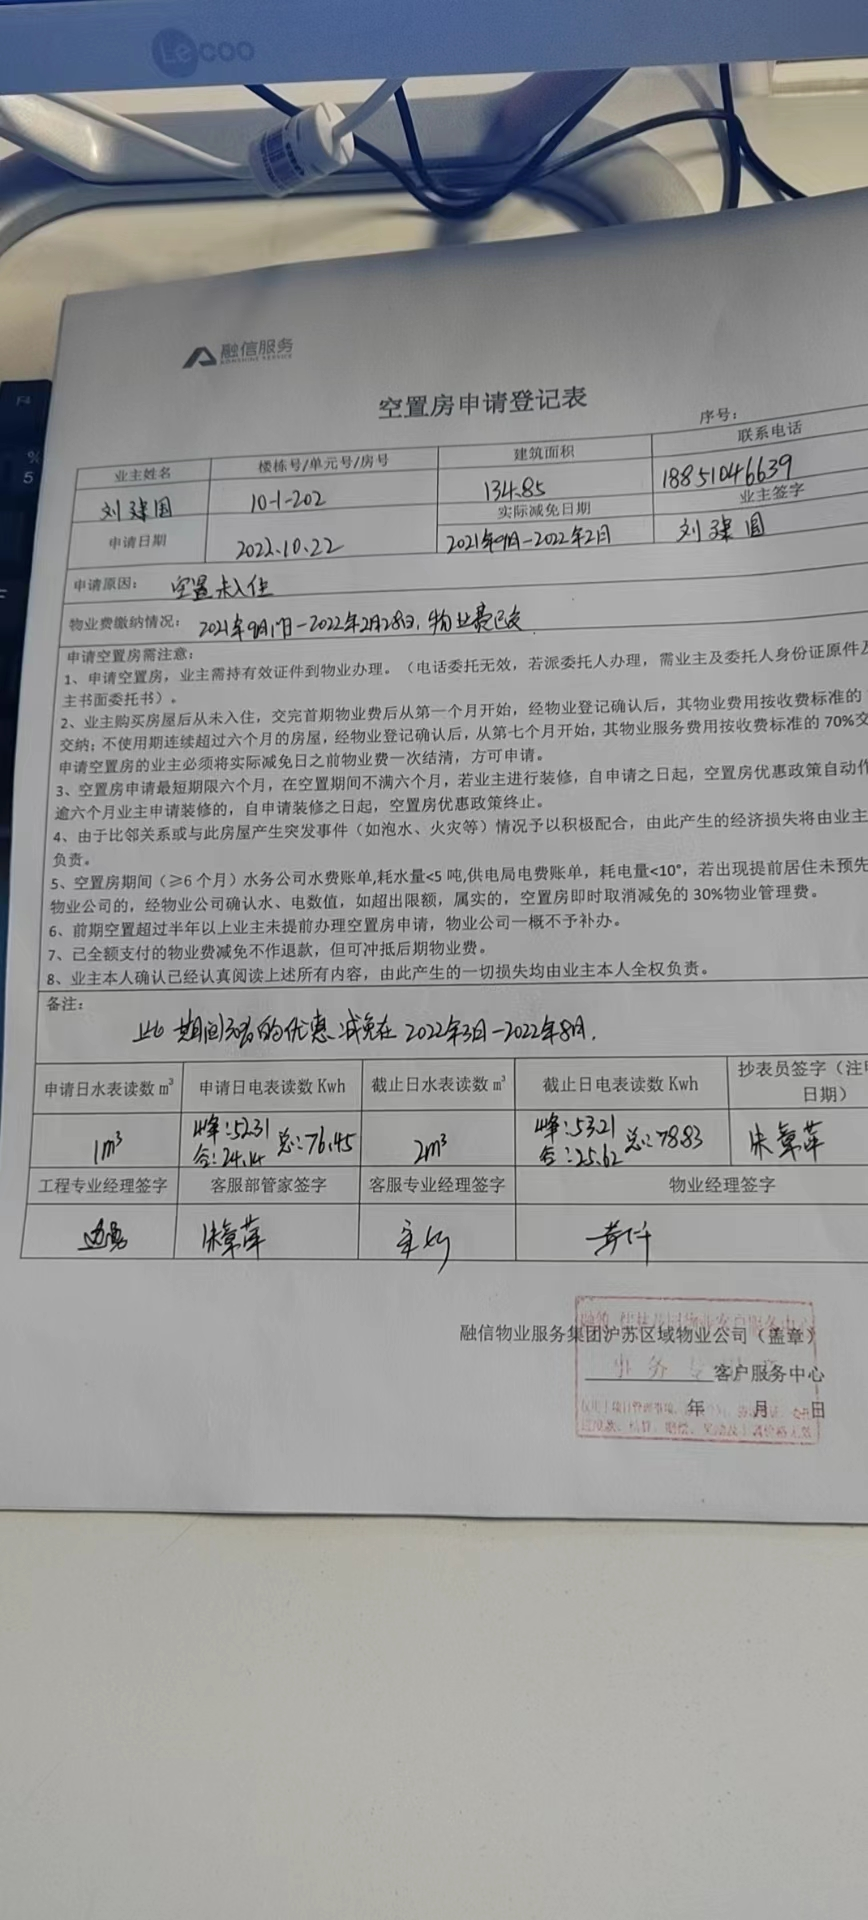 Lecoo
F4
%
5
F
融信服务
RONSHINE SERVICE
空置房申请登记表
序号：
业主姓名 楼栋号/单元号/房号 建筑面积 联系电话
刘建国 10-1-202 134.85 18851046639
申请日期 2022.10.22 实际减免日期 业主签字
2021年9月-2022年2月 刘建国
申请原因： 空置未入住
物业费缴纳情况： 2021年9月1日-2022年2月28日，物业费已交
申请空置房需注意：
1、申请空置房，业主需持有效证件到物业办理。（电话委托无效，若派委托人办理，需业主及委托人身份证原件及
主书面委托书）。
2、业主购买房屋后从未入住，交完首期物业费后从第一个月开始，经物业登记确认后，其物业费用按收费标准的
交纳；不使用期连续超过六个月的房屋，经物业登记确认后，从第七个月开始，其物业服务费用按收费标准的 70%交
申请空置房的业主必须将实际减免日之前物业费一次结清，方可申请。
3、空置房申请最短期限六个月，在空置期间不满六个月，若业主进行装修，自申请之日起，空置房优惠政策自动作
逾六个月业主申请装修的，自申请装修之日起，空置房优惠政策终止。
4、由于比邻关系或与此房屋产生突发事件（如泡水、火灾等）情况予以积极配合，由此产生的经济损失将由业主
负责。
5、空置房期间（≥6 个月）水务公司水费账单,耗水量<5 吨,供电局电费账单，耗电量<10°，若出现提前居住未预先
物业公司的，经物业公司确认水、电数值，如超出限额，属实的，空置房即时取消减免的 30%物业管理费。
6、前期空置超过半年以上业主未提前办理空置房申请，物业公司一概不予补办。
7、已全额支付的物业费减免不作退款，但可冲抵后期物业费。
8、业主本人确认已经认真阅读上述所有内容，由此产生的一切损失均由业主本人全权负责。
备注：
此期间30%的优惠减免在2022年3月-2022年8月.
申请日水表读数 m³ 申请日电表读数 Kwh 截止日水表读数 m³ 截止日电表读数 Kwh 抄表员签字（注明
日期）
1m³ 峰：52.31 总：76.45 2m³ 峰：53.21 总：78.83 朱章萍
谷：24.14 谷：25.62
工程专业经理签字 客服部管家签字 客服专业经理签字 物业经理签字
朱章萍
融信物业服务集团沪苏区域物业公司（盖章）
客户服务中心
年 月 日